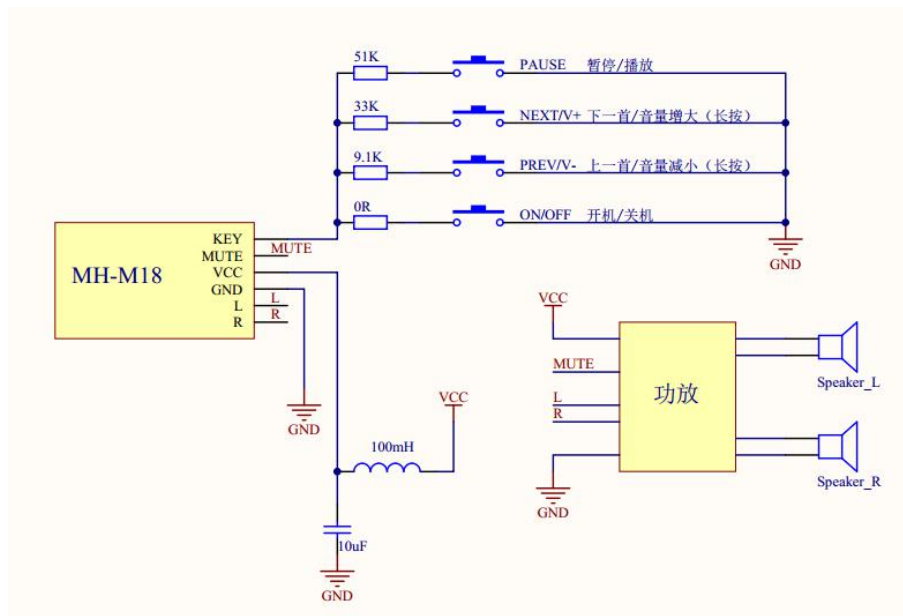 51K
PAUSE 暂停/播放
33K
NEXT/V+ 下一首/音量增大（长按）
9.1K
PREV/V- 上一首/音量减小（长按）
0R
ON/OFF 开机/关机
GND
MH-M18
KEY
MUTE
VCC
GND
L
R
MUTE
L
R
GND
VCC
100mH
10uF
GND
VCC
MUTE
L
R
GND
功放
Speaker_L
Speaker_R